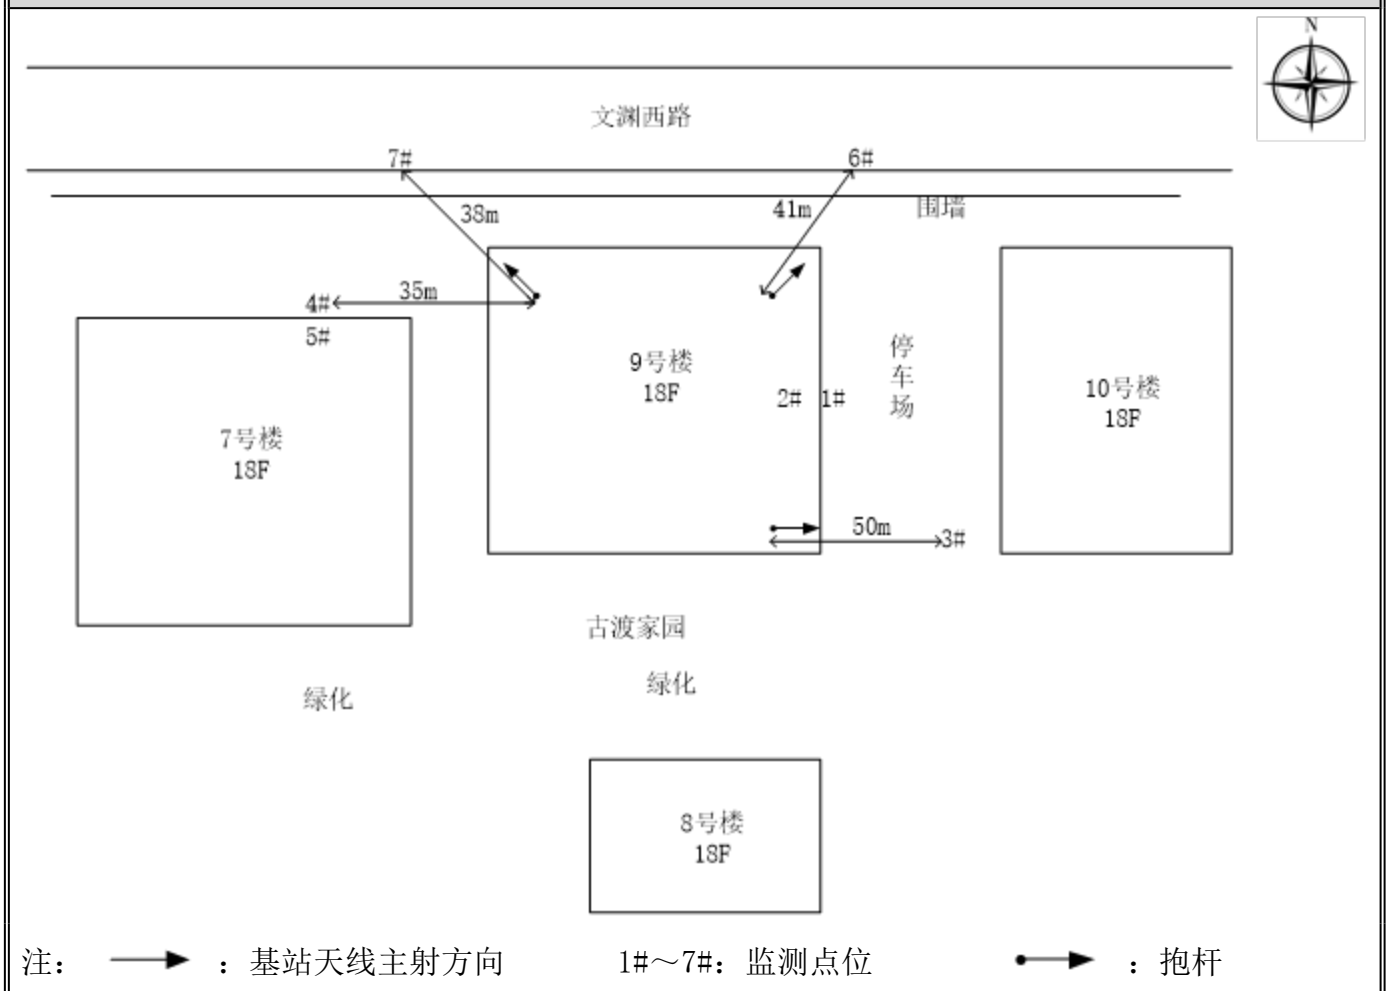 N
文渊西路
7#
6#
38m
41m
围墙
4#
35m
5#
9号楼
18F
2#
1#
停车场
10号楼
18F
7号楼
18F
50m
3#
古渡家园
绿化
绿化
8号楼
18F
注： ：基站天线主射方向 1#～7#：监测点位 ：抱杆